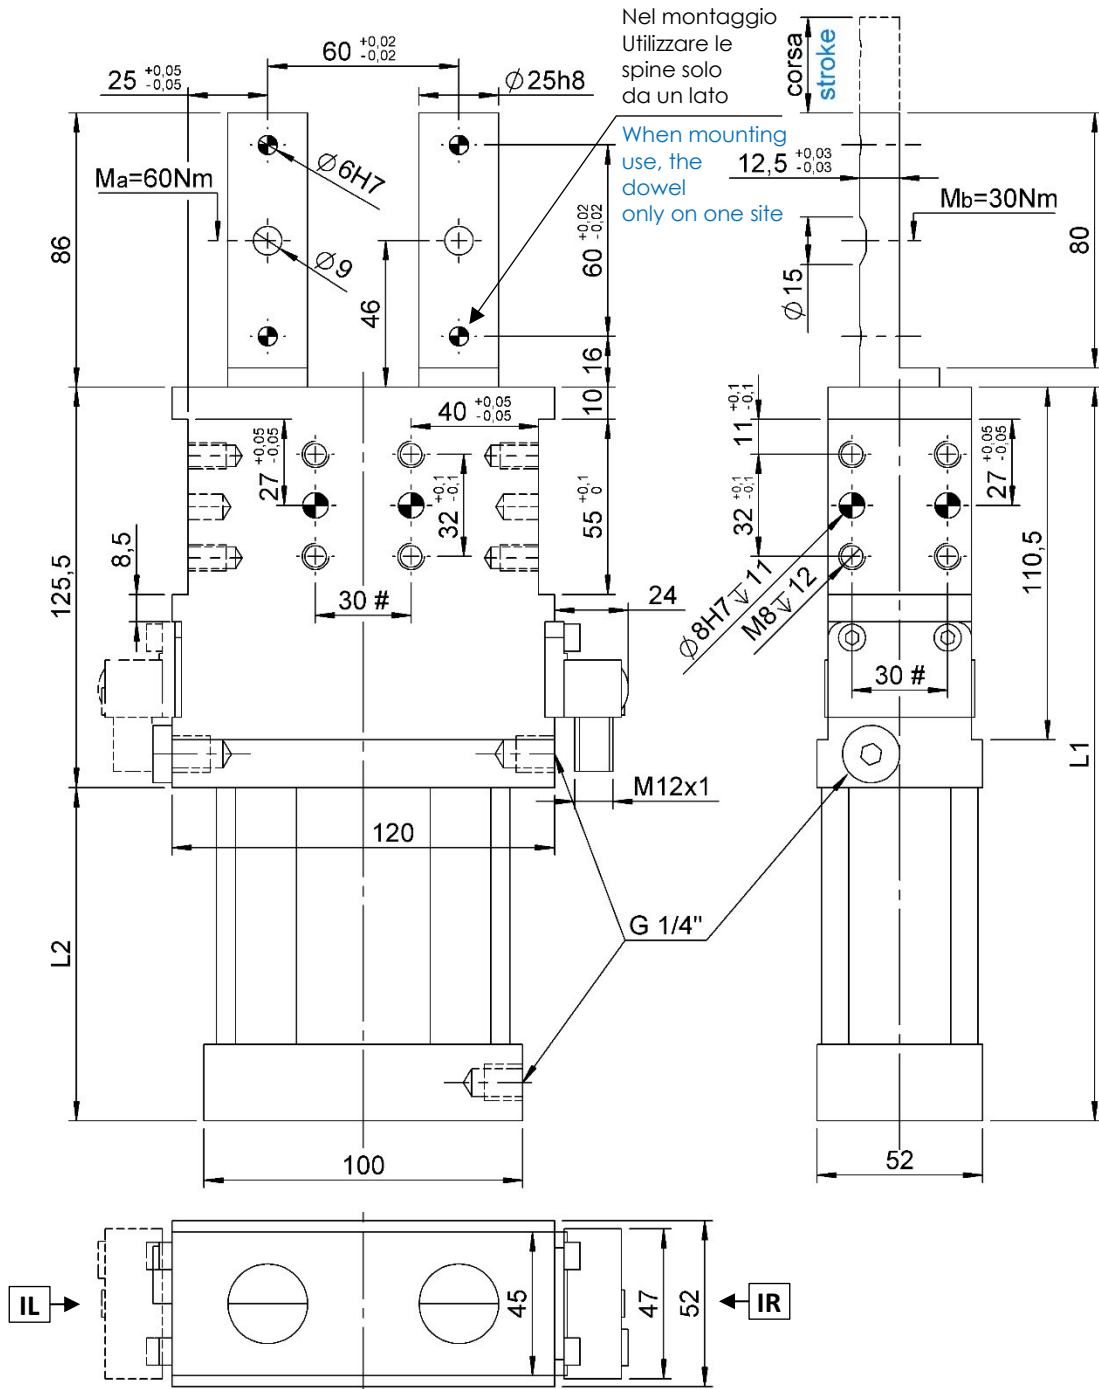 Nel montaggio
Utilizzare le
spine solo
da un lato
When mounting
use, the
dowel
only on one site
corsa
stroke
60 +0,02 -0,02
25 +0,05 -0,05
Ø25h8
Ø6H7
Ma=60Nm
Ø9
86
46
60 +0,02 -0,02
16
10
12,5 +0,03 -0,03
Mb=30Nm
Ø15
80
40 +0,05 -0,05
27 +0,05 -0,05
32 +0,1 -0,1
55 +0,1 0
11 +0,1 -0,1
32 +0,1 -0,1
27 +0,05 -0,05
110,5
125,5
8,5
30 #
24
Ø8H7↧11
M8↧12
30 #
L1
M12x1
120
G 1/4"
L2
100
52
IL
45
47
52
IR